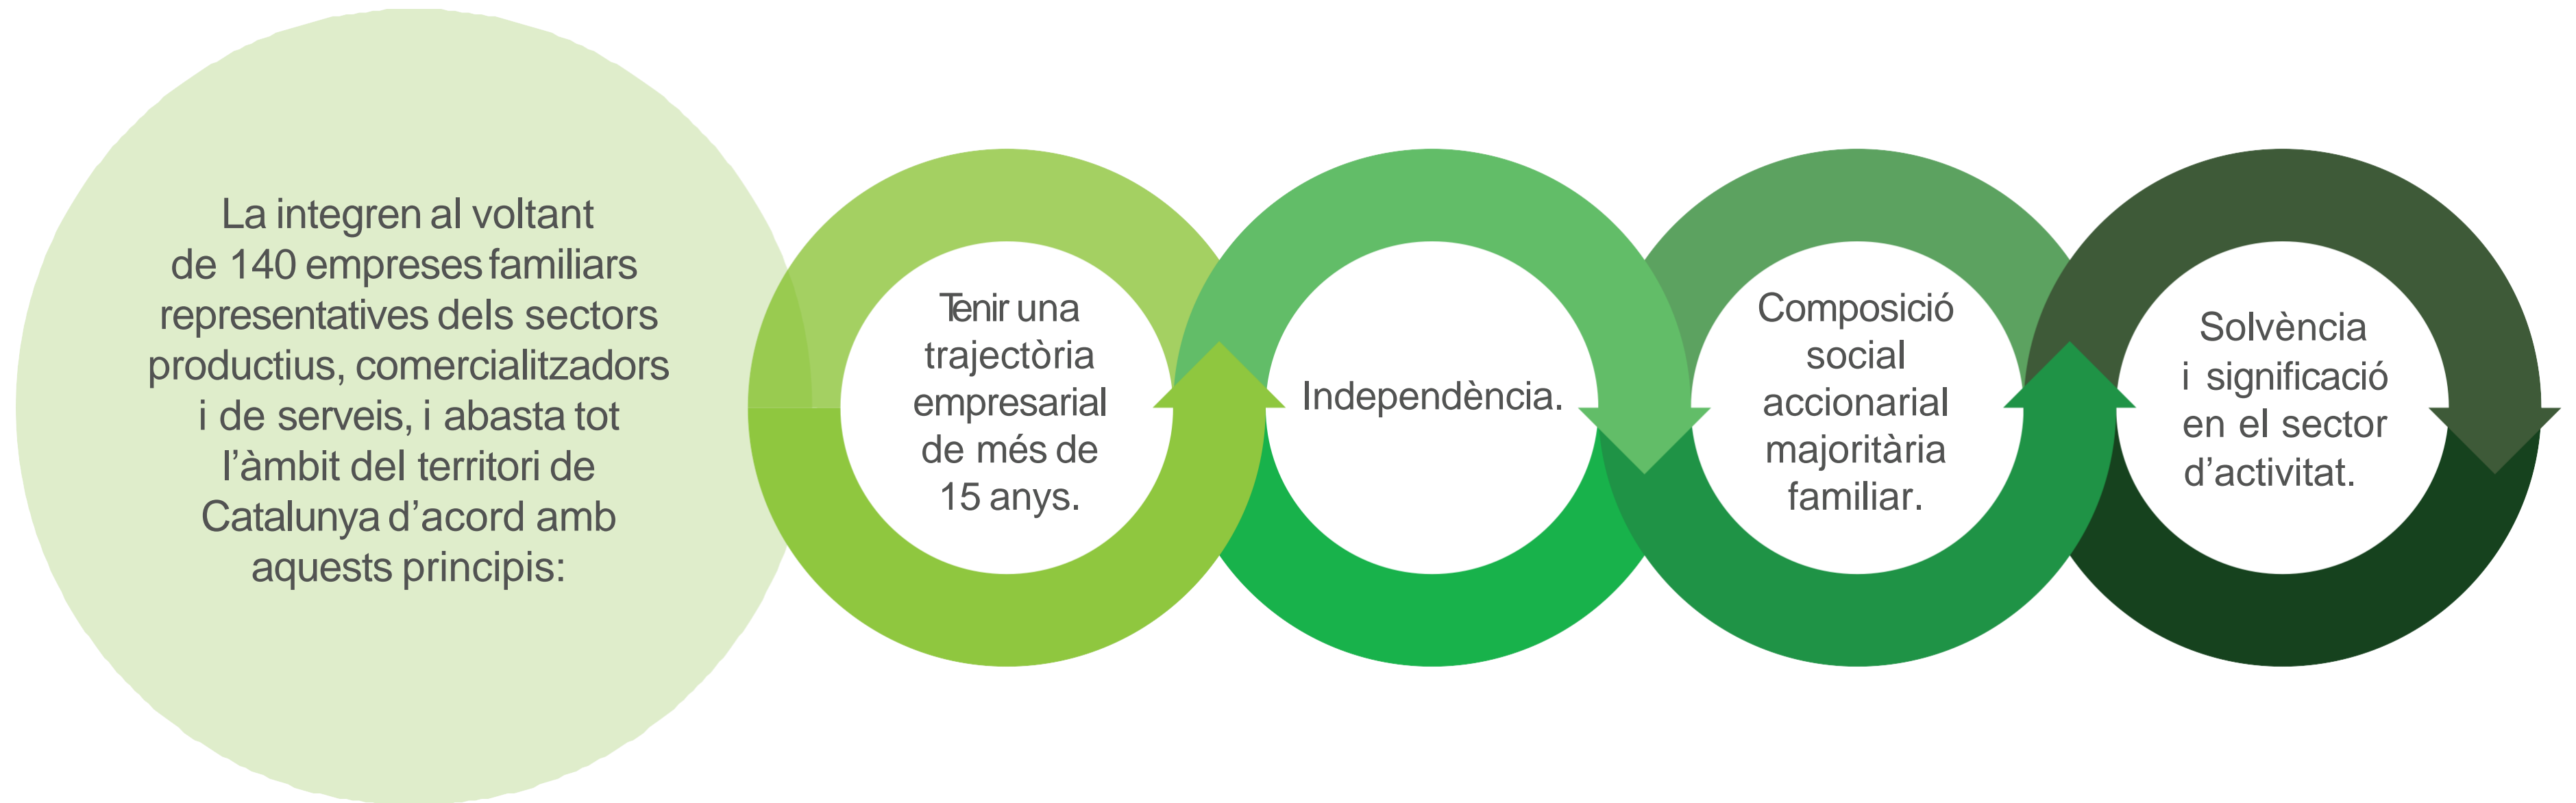 La integren al voltant
de 140 empreses familiars
representatives dels sectors
productius, comercialitzadors
i de serveis, i abasta tot
l’àmbit del territori de
Catalunya d’acord amb
aquests principis:
Tenir una
trajectòria
empresarial
de més de
15 anys.
Independència.
Composició
social
accionarial
majoritària
familiar.
Solvència
i significació
en el sector
d’activitat.